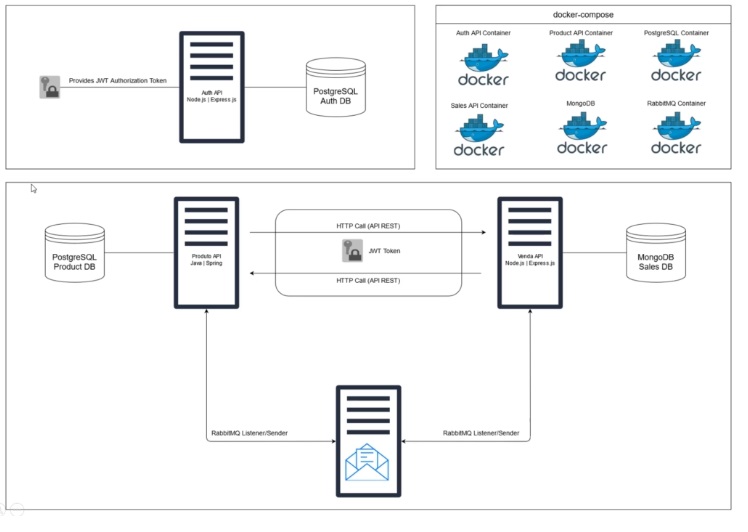 Provides JWT Authorization Token
Auth API
Node.js | Express.js
PostgreSQL
Auth DB
docker-compose
Auth API Container
Product API Container
PostgreSQL Container
docker
docker
docker
Sales API Container
MongoDB
RabbitMQ Container
docker
docker
docker
PostgreSQL
Product DB
Produto API
Java | Spring
HTTP Call (API REST)
JWT Token
HTTP Call (API REST)
Venda API
Node.js | Express.js
MongoDB
Sales DB
RabbitMQ Listener/Sender
RabbitMQ Listener/Sender